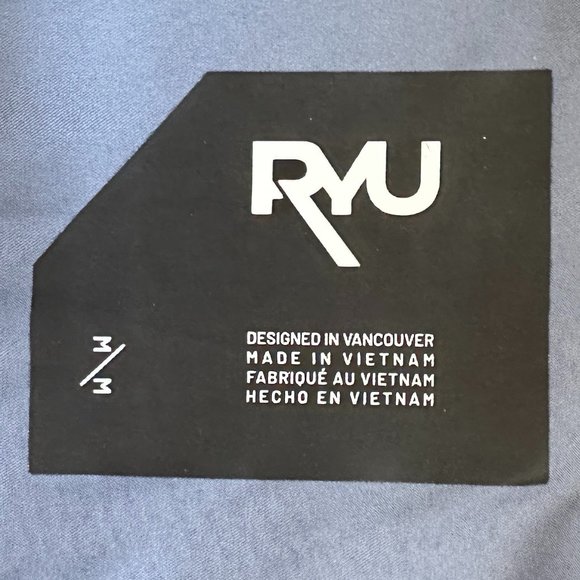 RYU
DESIGNED IN VANCOUVER
MADE IN VIETNAM
FABRIQUÉ AU VIETNAM
HECHO EN VIETNAM
M/M